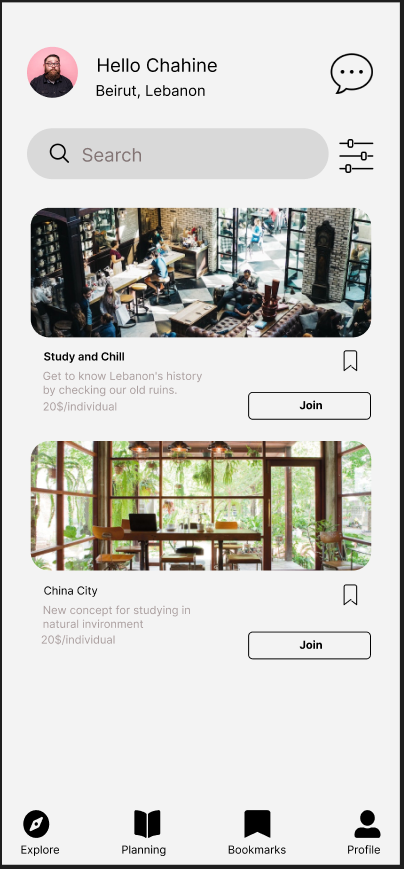 Hello Chahine
Beirut, Lebanon
Search
Study and Chill
Get to know Lebanon's history
by checking our old ruins.
20$/individual
Join
China City
New concept for studying in
natural invironment
20$/individual
Join
Explore
Planning
Bookmarks
Profile